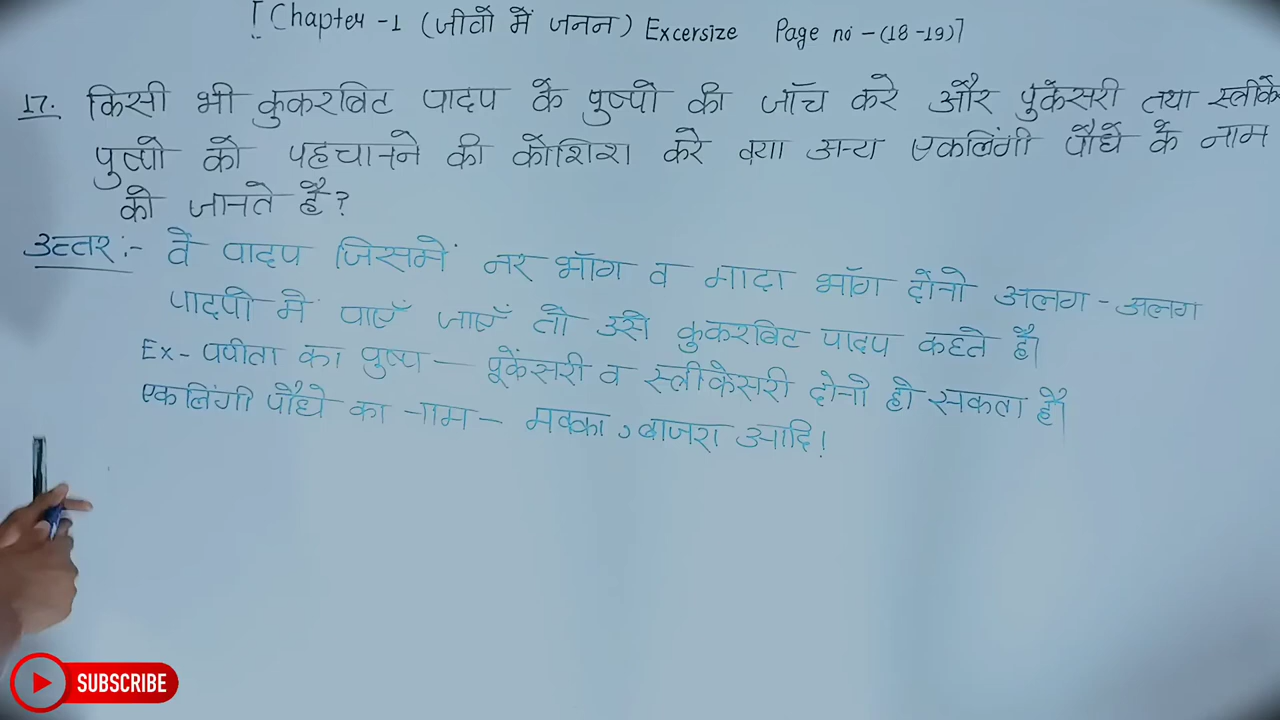 [Chapter -1 (जीवों में जनन) Excersize Page no - (18-19)]
17. किसी भी कुकरबिट पादप के पुष्पो की जाँच करे और पुंकेसरी तथा स्त्रीके
पुष्पो को पहचानने की कोशिश करे क्या अन्य एकलिंगी पौधे के नाम
को जानते है?
उत्तर:- वे पादप जिसमें नर भॉग व मादा भॉग दोनो अलग - अलग
पादपो मे पाएँ जाएँ तो उसे कुकरबिट पादप कहते है।
Ex- पपीता का पुष्प — पूकेंसरी व स्त्रीकेसरी दोनो हो सकता है।
एकलिंगी पौधे का नाम - मक्का, बाजरा आदि!
SUBSCRIBE